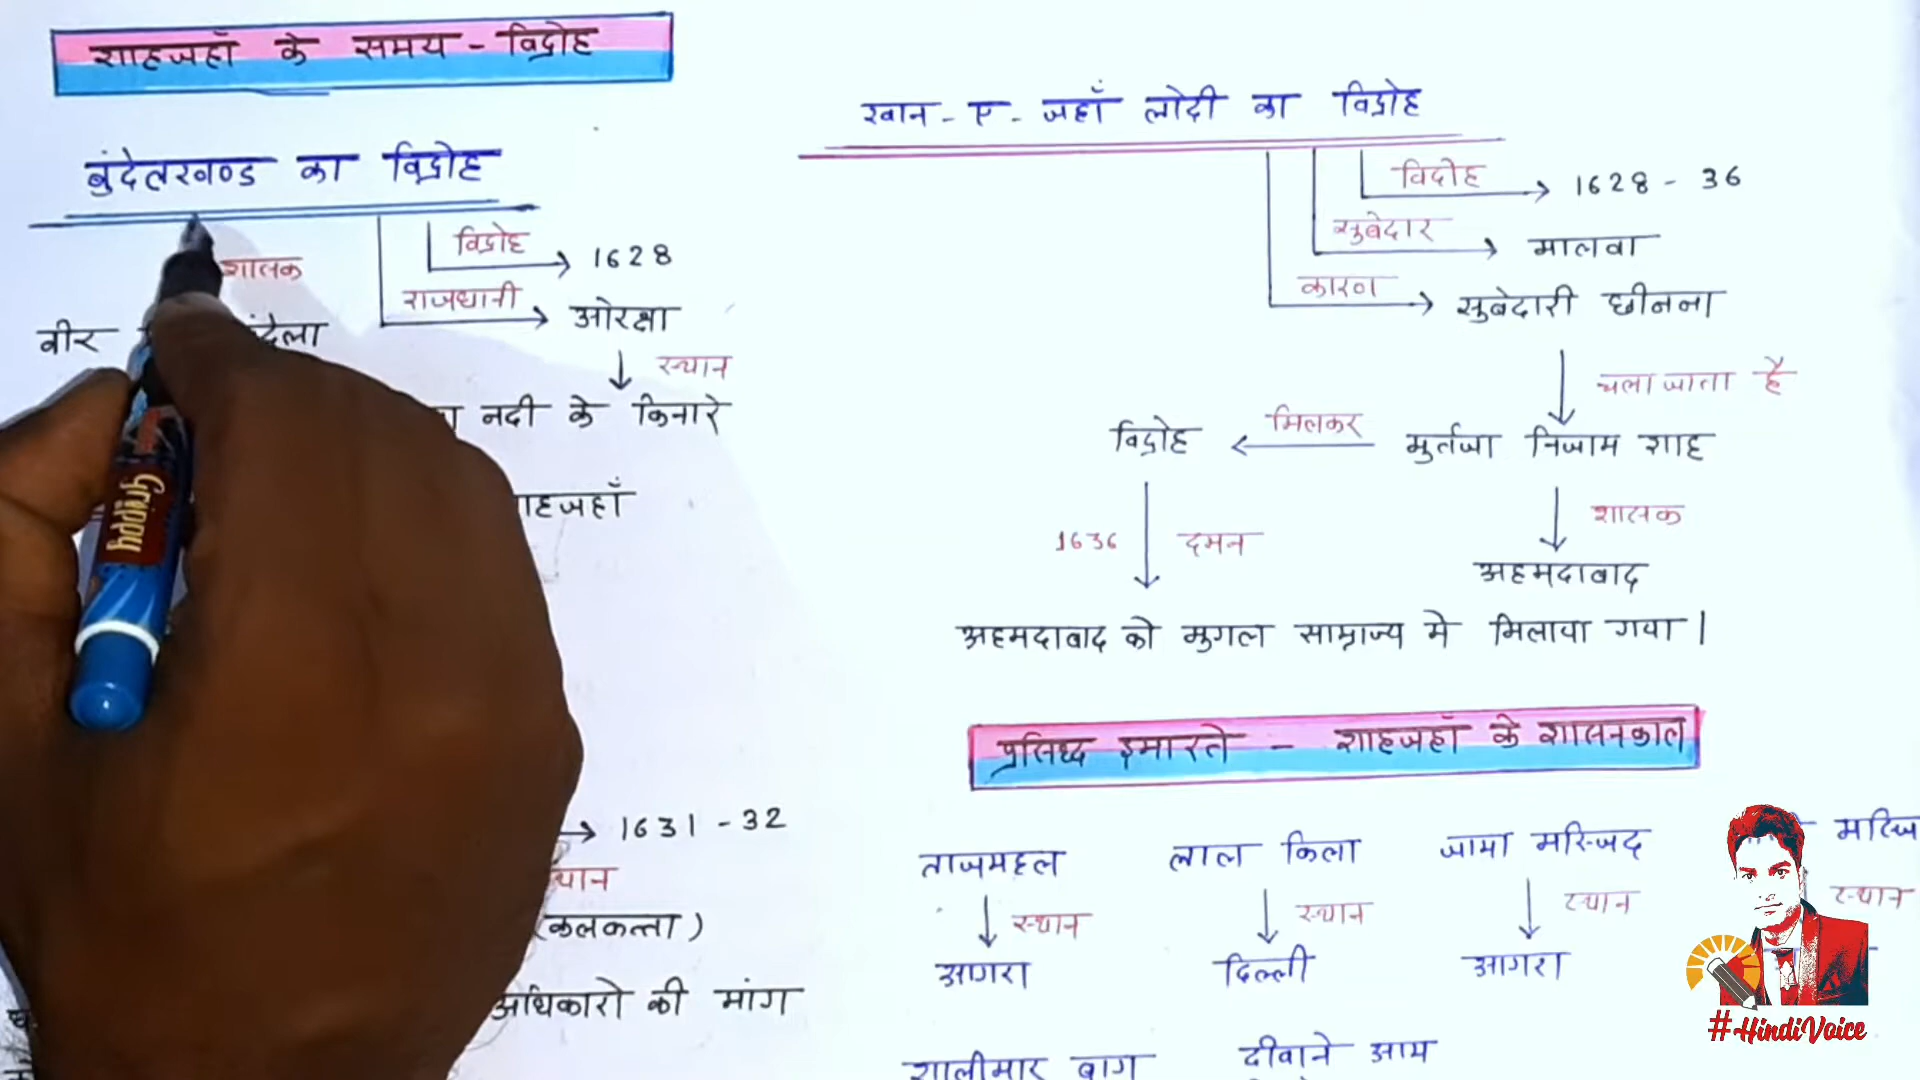 शाहजहाँ के समय - विद्रोह
बुंदेलखण्ड का विद्रोह
विद्रोह → 1628
शासक
राजधानी → ओरक्षा
वीर
स्थान
नदी के किनारे
1631 - 32
(कलकत्ता)
अधिकारो की मांग
खान - ए - जहाँ लोदी का विद्रोह
विद्रोह → 1628 - 36
सुबेदार → मालवा
कारण → सुबेदारी छीनना
चला जाता है
विद्रोह ← मिलकर मुर्तजा निजाम शाह
1636 दमन
शासक
अहमदाबाद
अहमदाबाद को मुगल साम्राज्य मे मिलाया गया |
प्रसिध्द इमारते - शाहजहाँ के शासनकाल
ताजमहल लाल किला जामा मस्जिद
स्थान स्थान स्थान स्थान
आगरा दिल्ली आगरा
शालीमार बाग दीवाने आम
Grippy
#HindiVoice